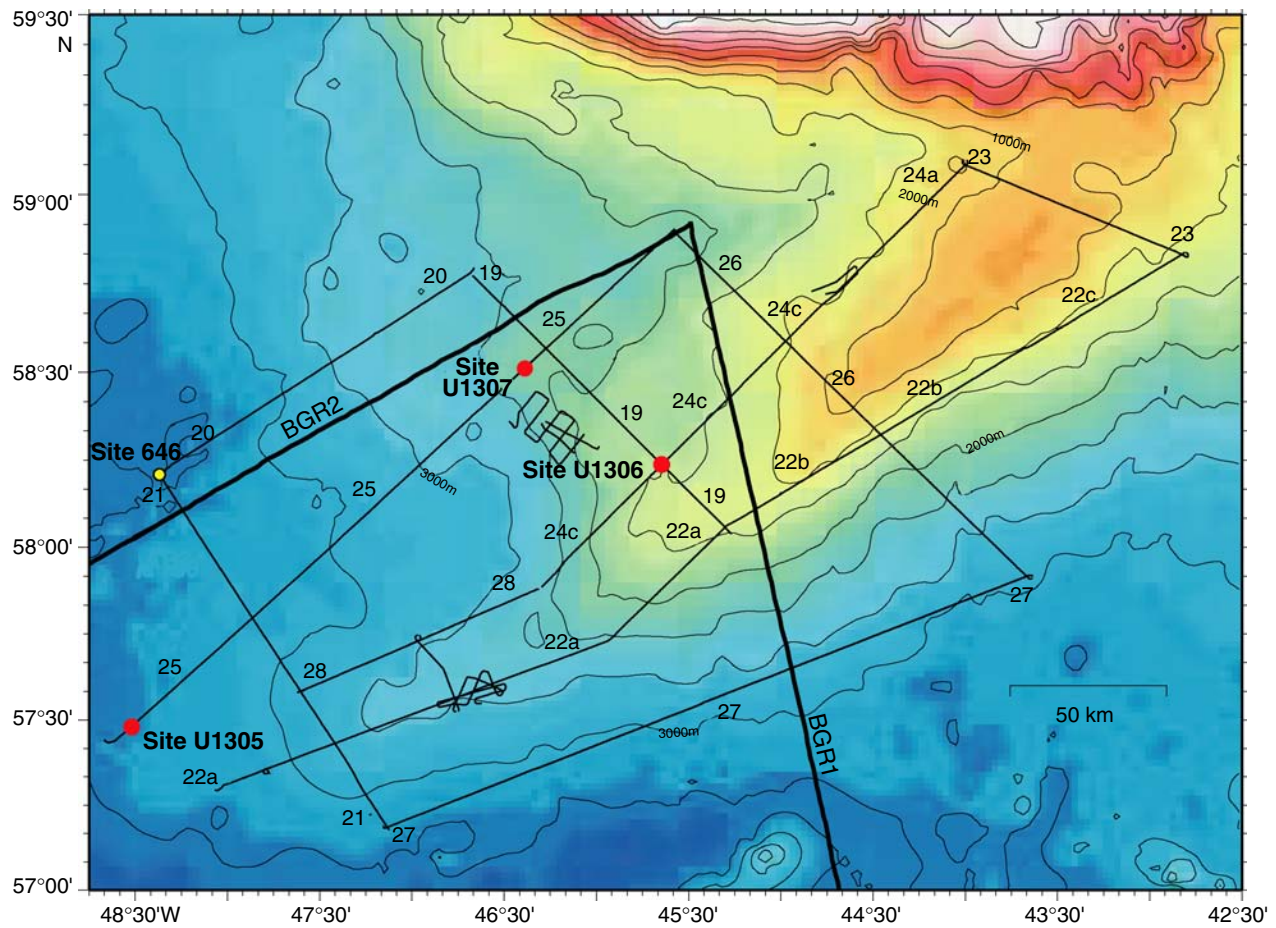 59°30'
N
1000m
23
24a
2000m
59°00'
23
26
20
19
22c
24c
25
58°30'
Site
U1307
26
22b
24c
19
BGR2
20
2000m
Site 646
Site U1306
22b
3000m
25
21
19
24c
22a
58°00'
28
27
22a
28
25
57°30'
27
50 km
Site U1305
3000m
BGR1
22a
21
27
57°00'
48°30'W
47°30'
46°30'
45°30'
44°30'
43°30'
42°30'